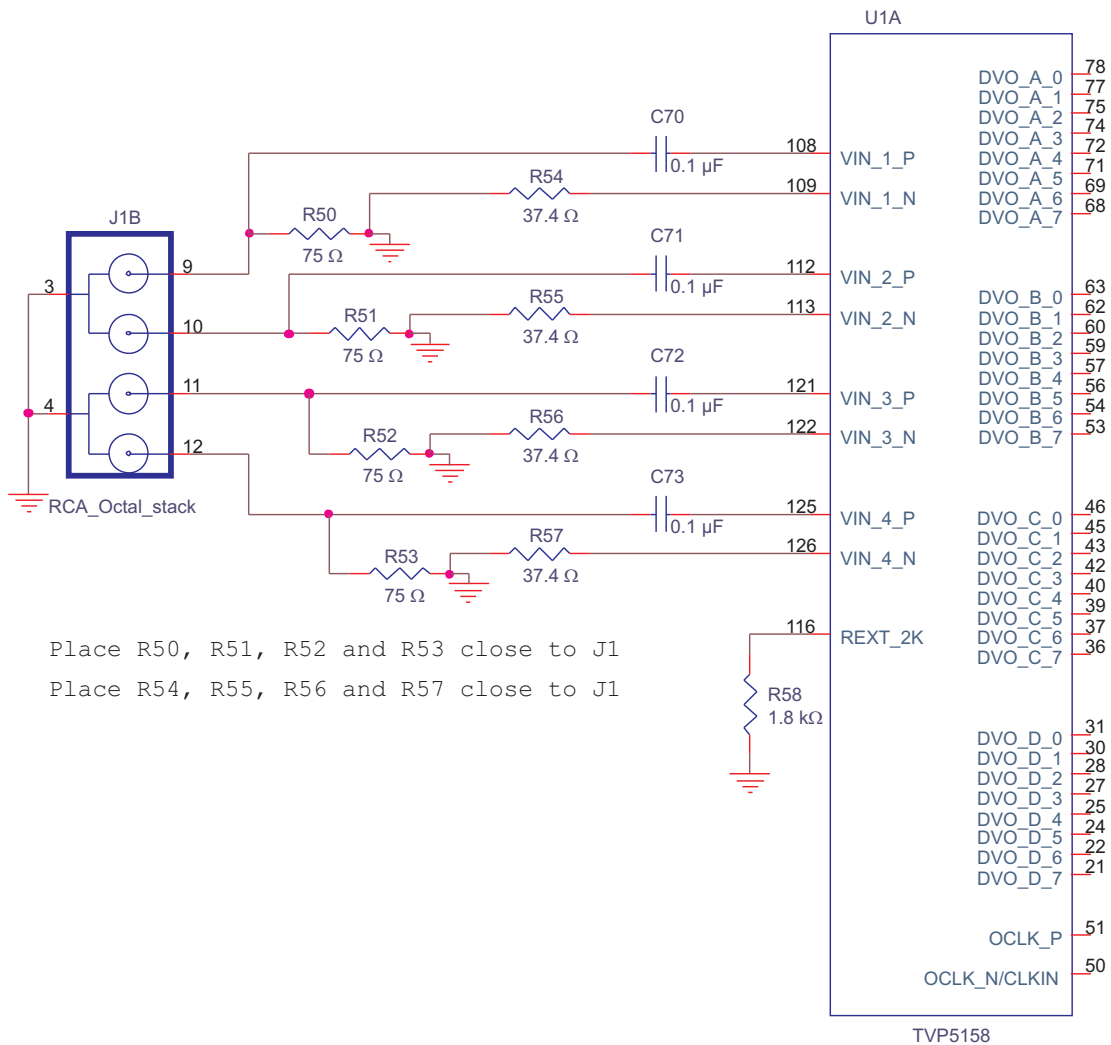 U1A
78
DVO_A_0
77
DVO_A_1
75
DVO_A_2
74
DVO_A_3
72
DVO_A_4
71
DVO_A_5
69
DVO_A_6
68
DVO_A_7
C70
0.1 µF
108
VIN_1_P
R54
37.4 Ω
109
VIN_1_N
J1B
R50
75 Ω
9
3
C71
0.1 µF
112
VIN_2_P
R55
37.4 Ω
113
VIN_2_N
10
R51
75 Ω
63
DVO_B_0
62
DVO_B_1
60
DVO_B_2
59
DVO_B_3
57
DVO_B_4
56
DVO_B_5
54
DVO_B_6
53
DVO_B_7
C72
0.1 µF
11
121
VIN_3_P
4
R56
37.4 Ω
122
VIN_3_N
12
R52
75 Ω
C73
0.1 µF
RCA_Octal_stack
125
VIN_4_P
R57
37.4 Ω
126
VIN_4_N
R53
75 Ω
46
DVO_C_0
45
DVO_C_1
43
DVO_C_2
42
DVO_C_3
40
DVO_C_4
39
DVO_C_5
37
DVO_C_6
36
DVO_C_7
116
REXT_2K
Place R50, R51, R52 and R53 close to J1
Place R54, R55, R56 and R57 close to J1
R58
1.8 kΩ
31
DVO_D_0
30
DVO_D_1
28
DVO_D_2
27
DVO_D_3
25
DVO_D_4
24
DVO_D_5
22
DVO_D_6
21
DVO_D_7
51
OCLK_P
50
OCLK_N/CLKIN
TVP5158